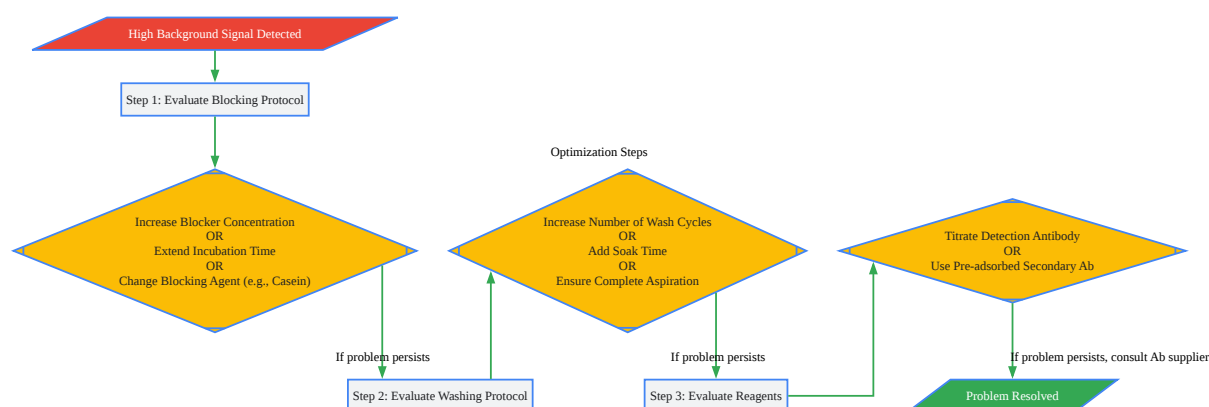 High Background Signal Detected
Step 1: Evaluate Blocking Protocol
Optimization Steps
Increase Blocker Concentration
OR
Extend Incubation Time
OR
Change Blocking Agent (e.g., Casein)
If problem persists
Step 2: Evaluate Washing Protocol
Increase Number of Wash Cycles
OR
Add Soak Time
OR
Ensure Complete Aspiration
If problem persists
Step 3: Evaluate Reagents
Titrate Detection Antibody
OR
Use Pre-adsorbed Secondary Ab
If problem persists, consult Ab supplier
Problem Resolved